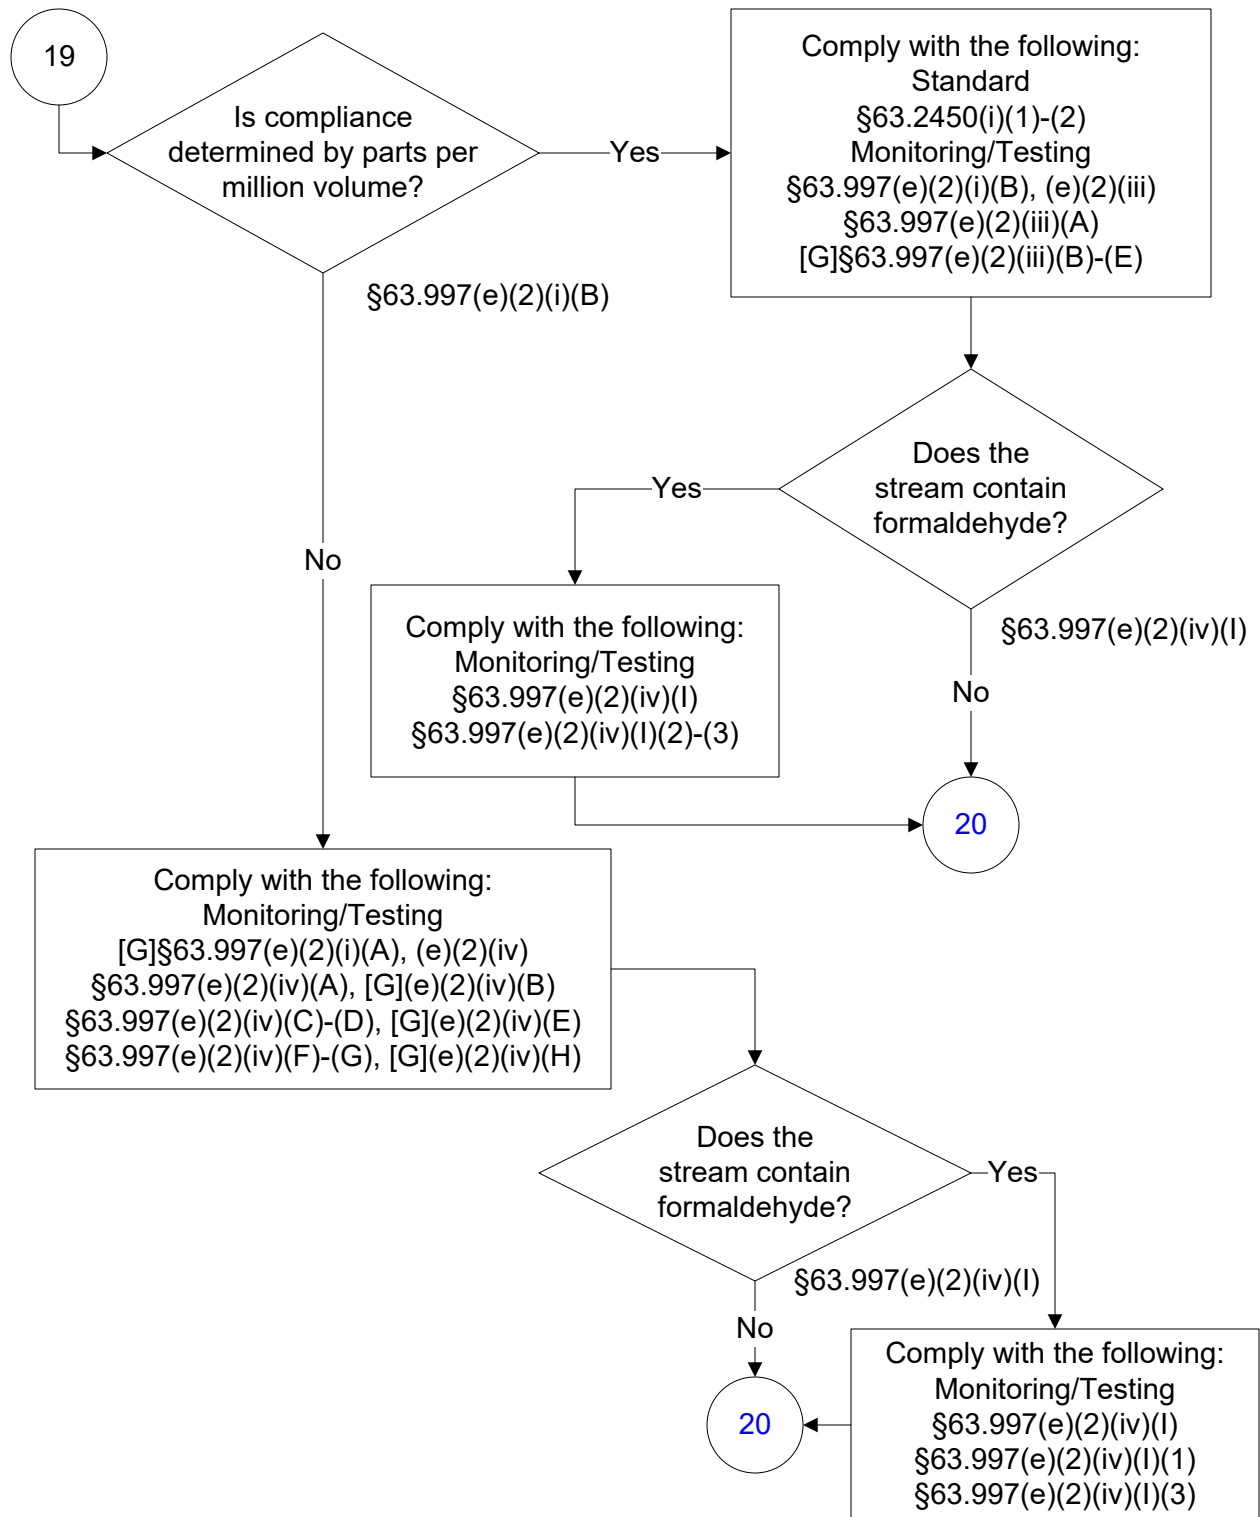 19
Is compliance
determined by parts per
million volume?
Yes
Comply with the following:
Standard
§63.2450(i)(1)-(2)
Monitoring/Testing
§63.997(e)(2)(i)(B), (e)(2)(iii)
§63.997(e)(2)(iii)(A)
[G]§63.997(e)(2)(iii)(B)-(E)
§63.997(e)(2)(i)(B)
Does the
stream contain
formaldehyde?
Yes
No
Comply with the following:
Monitoring/Testing
§63.997(e)(2)(iv)(I)
§63.997(e)(2)(iv)(I)(2)-(3)
§63.997(e)(2)(iv)(I)
No
20
Comply with the following:
Monitoring/Testing
[G]§63.997(e)(2)(i)(A), (e)(2)(iv)
§63.997(e)(2)(iv)(A), [G](e)(2)(iv)(B)
§63.997(e)(2)(iv)(C)-(D), [G](e)(2)(iv)(E)
§63.997(e)(2)(iv)(F)-(G), [G](e)(2)(iv)(H)
Does the
stream contain
formaldehyde?
Yes
§63.997(e)(2)(iv)(I)
No
20
Comply with the following:
Monitoring/Testing
§63.997(e)(2)(iv)(I)
§63.997(e)(2)(iv)(I)(1)
§63.997(e)(2)(iv)(I)(3)